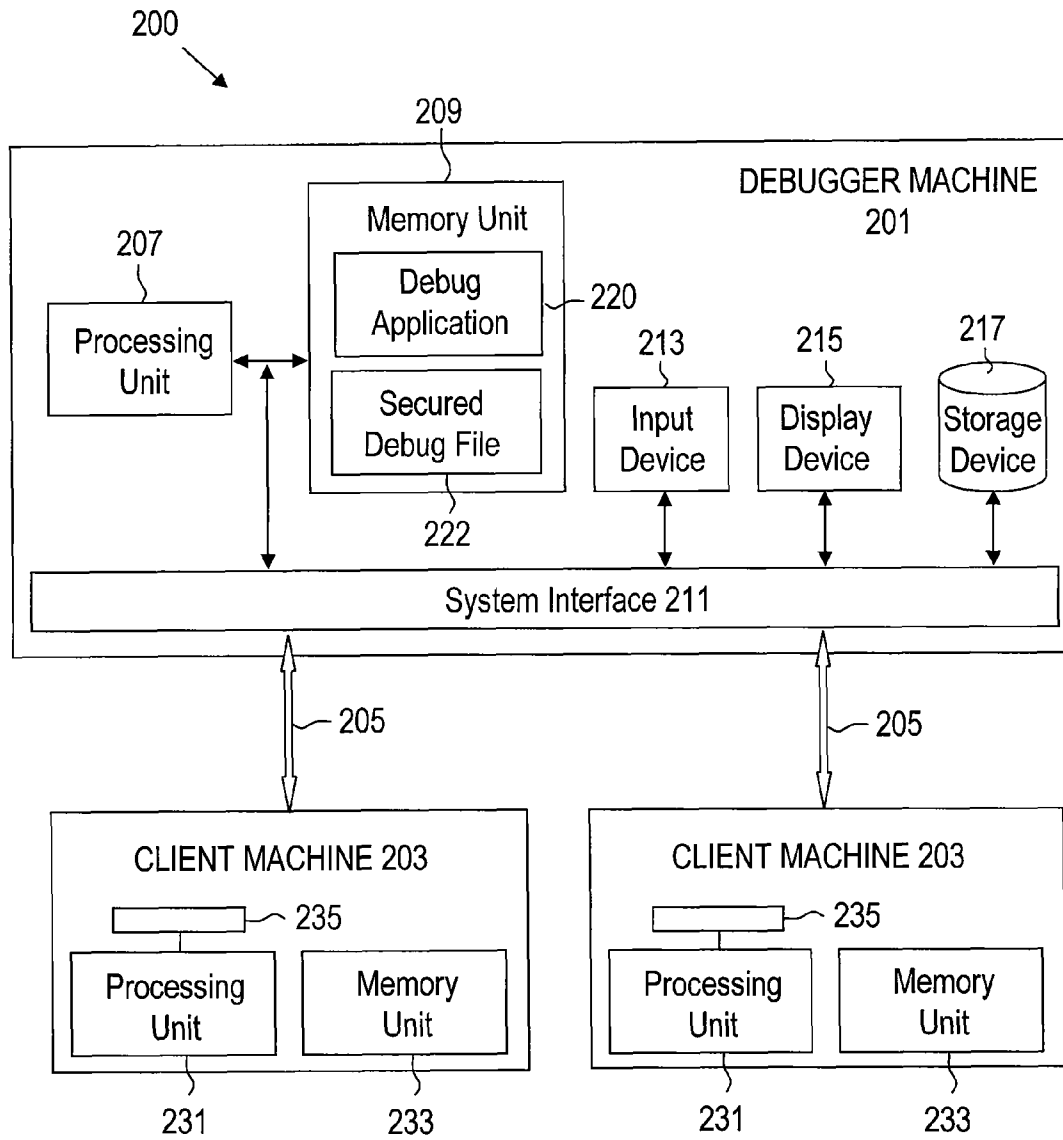 200
209
DEBUGGER MACHINE
201
Memory Unit
207
Debug
Application
220
Processing
Unit
213
215
217
Secured
Debug File
Input
Device
Display
Device
Storage
Device
222
System Interface 211
205
205
CLIENT MACHINE 203
CLIENT MACHINE 203
235
235
Processing
Unit
Memory
Unit
Processing
Unit
Memory
Unit
231
233
231
233